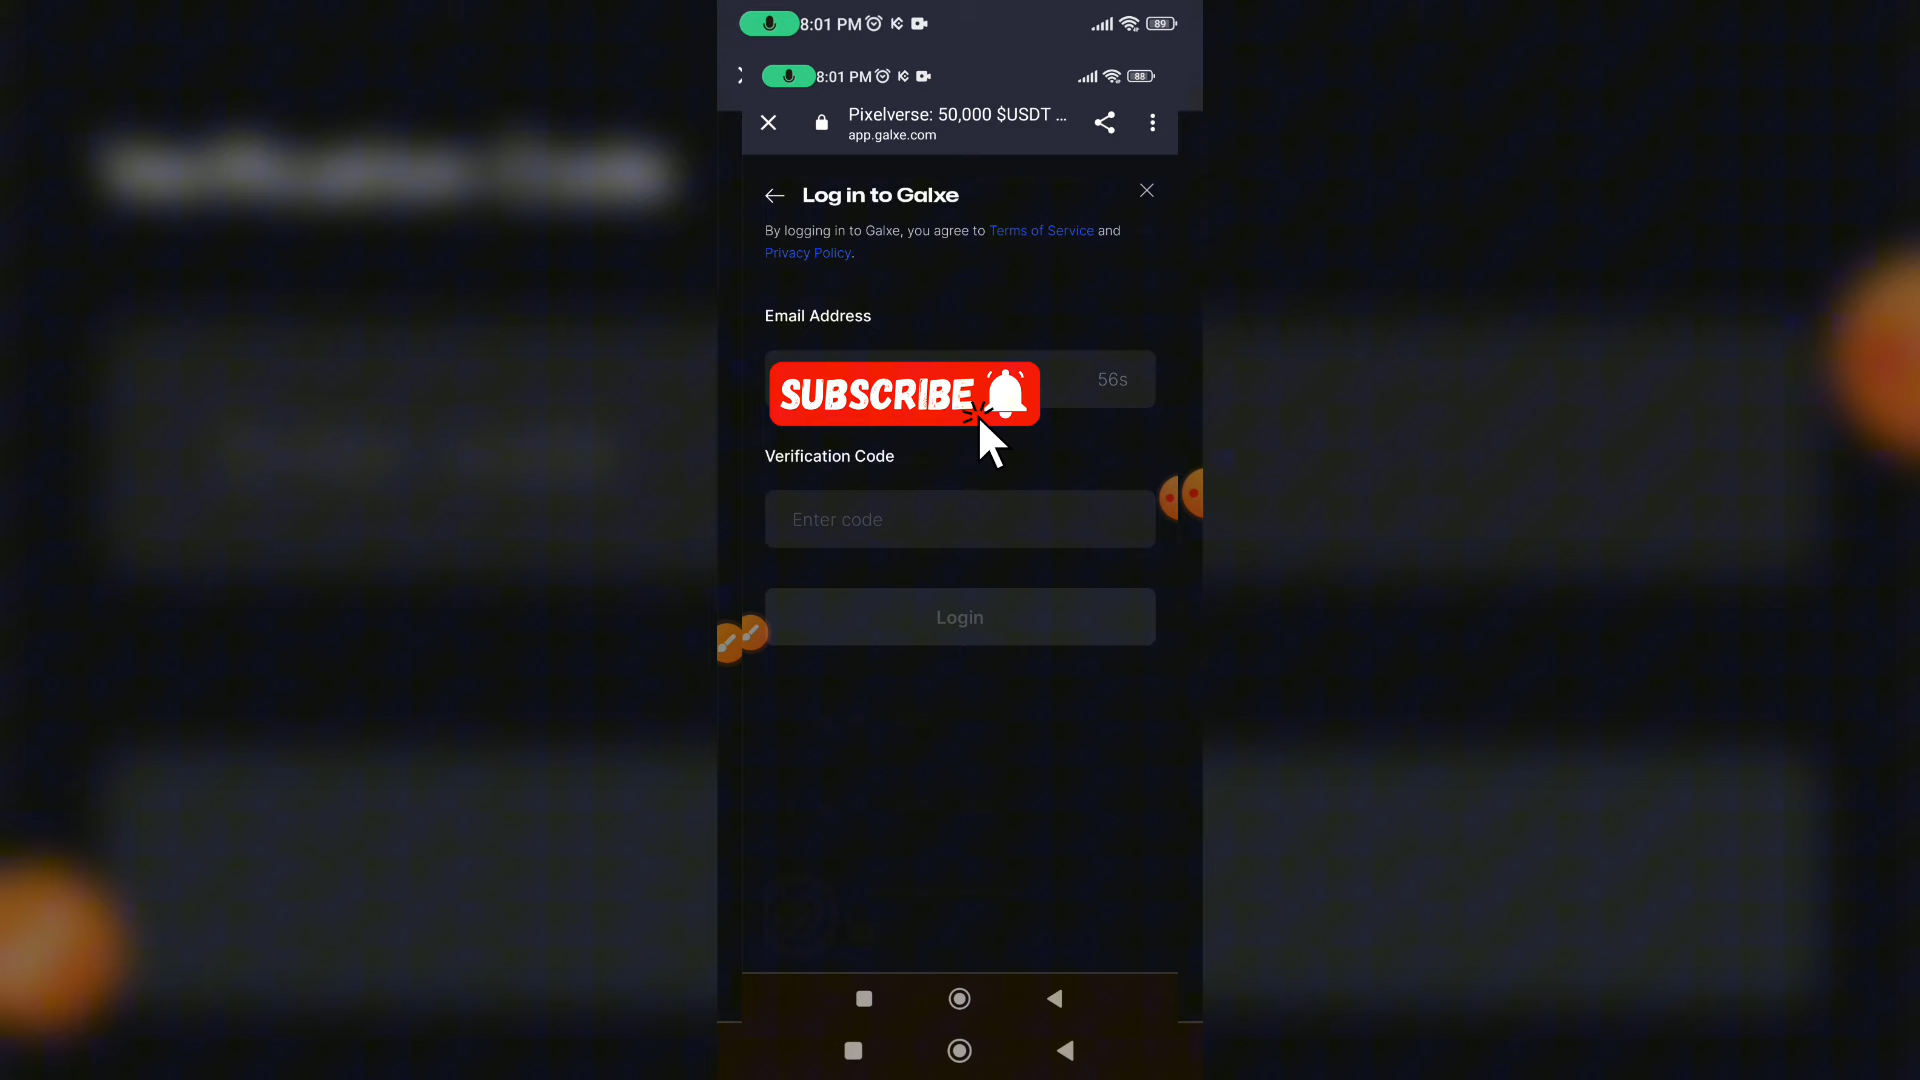 8:01 PM 89
8:01 PM 88
Pixelverse: 50,000 $USDT ...
app.galxe.com
Log in to Galxe
By logging in to Galxe, you agree to Terms of Service and
Privacy Policy.
Email Address
56s
SUBSCRIBE
Verification Code
Enter code
Login
Verification Code